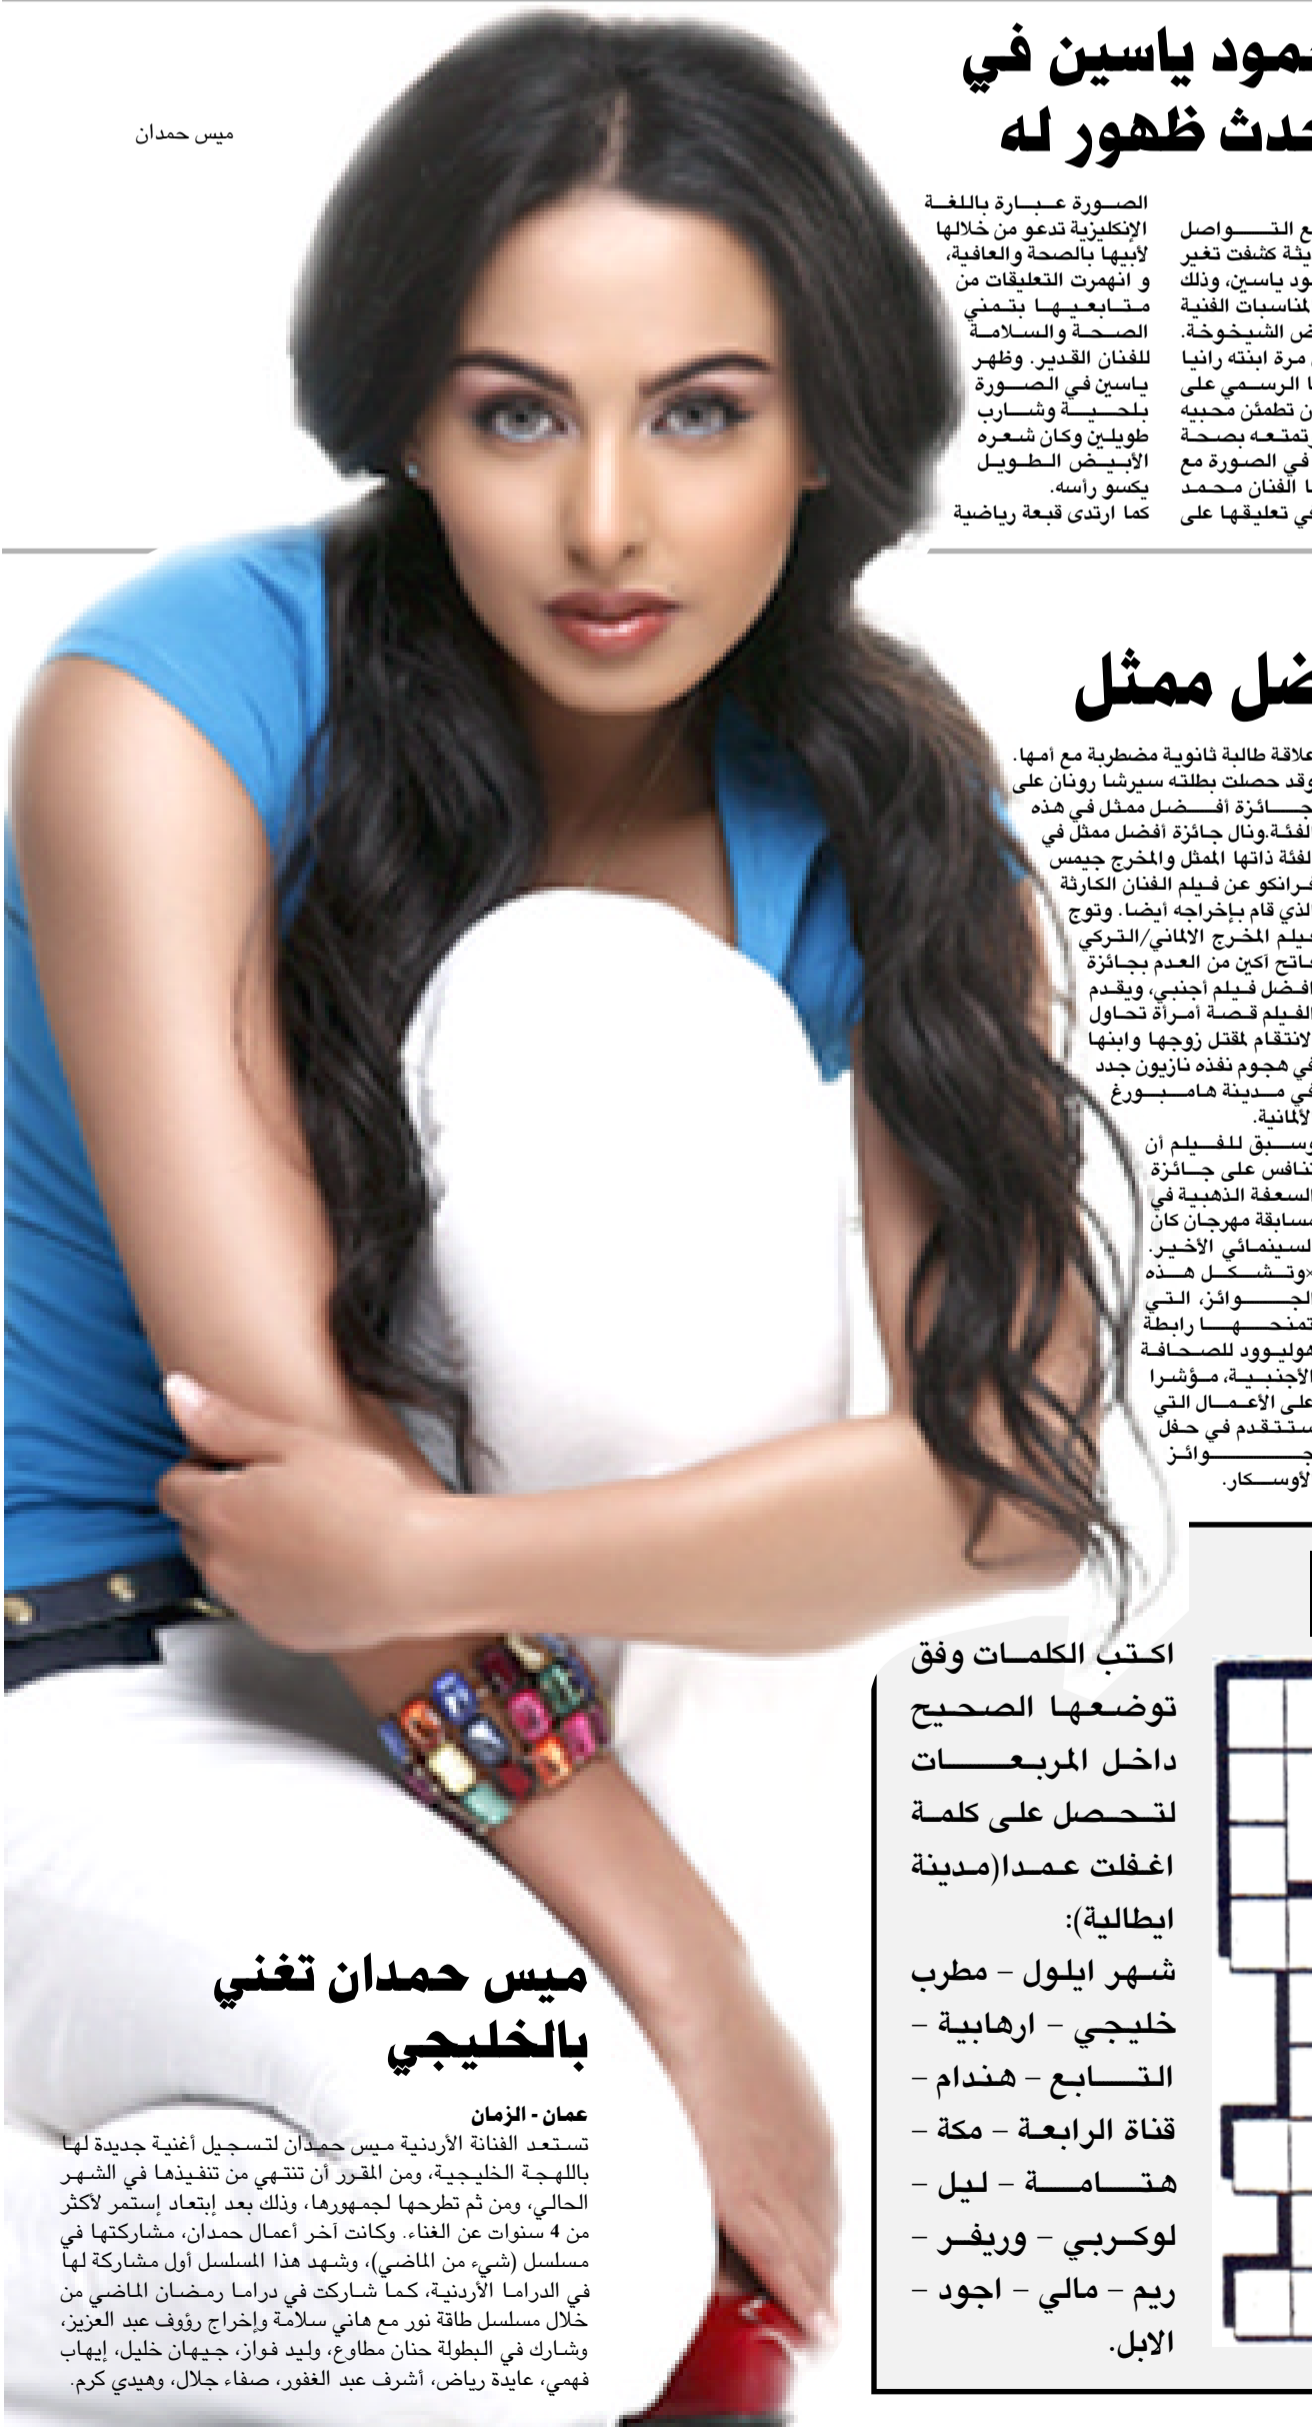 ميس حمدان
ياسين في
ظهور له
التواصل
كشفت تغير
ياسين، وذلك
الشيخوخة.
مرة ابنته رانيا
الرسمي على
تطمئن محبيه
بصحة
في الصورة مع
الفنان محمد
تعليقها على
الصورة عبارة باللغة
الإنكليزية تدعو من خلالها
لأبيها بالصحة والعافية،
و انهمرت التعليقات من
متابعيها بتمني
الصحة والسلامة
للفنان القدير. وظهر
ياسين في الصورة
بلحية وشارب
طويلين وكان شعره
الأبيض الطويل
يكسو رأسه.
كما ارتدى قبعة رياضية
ممثل
علاقة طالبة ثانوية مضطربة مع أمها.
وقد حصلت بطلته سيرشا رونان على
جائزة أفضل ممثل في هذه
الفئة.ونال جائزة أفضل ممثل في
الفئة ذاتها الممثل والمخرج جيمس
فرانكو عن فيلم الفنان الكارثة
الذي قام بإخراجه أيضا. وتوج
فيلم المخرج الالماني/التركي
فاتح آكين من العدم بجائزة
افضل فيلم أجنبي، ويقدم
الفيلم قصة أمرأة تحاول
الانتقام لمقتل زوجها وابنها
في هجوم نفذه نازيون جدد
في مدينة هامبورغ
الألمانية.
وسبق للفيلم أن
تنافس على جائزة
السعفة الذهبية في
مسابقة مهرجان كان
السينمائي الأخير.
وتشكل هذه
الجوائز، التي
تمنحها رابطة
هوليوود للصحافة
الأجنبية، مؤشرا
على الأعمال التي
ستتقدم في حفل
جوائز
الأوسكار.
اكتب الكلمات وفق
توضعها الصحيح
داخل المربعات
لتحصل على كلمة
اغفلت عمدا(مدينة
ايطالية):
شهر ايلول - مطرب
خليجي - ارهابية -
التابع - هندام -
قناة الرابعة - مكة -
هتامة - ليل -
لوكربي - وريفر -
ريم - مالي - اجود -
الابل.
ميس حمدان تغني
بالخليجي
عمان - الزمان
تستعد الفنانة الأردنية ميس حمدان لتسجيل أغنية جديدة لها
باللهجة الخليجية، ومن المقرر أن تنتهي من تنفيذها في الشهر
الحالي، ومن ثم تطرحها لجمهورها، وذلك بعد إبتعاد إستمر لأكثر
من 4 سنوات عن الغناء. وكانت آخر أعمال حمدان، مشاركتها في
مسلسل (شيء من الماضي)، وشهد هذا المسلسل أول مشاركة لها
في الدراما الأردنية، كما شاركت في دراما رمضان الماضي من
خلال مسلسل طاقة نور مع هاني سلامة وإخراج رؤوف عبد العزيز،
وشارك في البطولة حنان مطاوع، وليد فواز، جيهان خليل، إيهاب
فهمي، عايدة رياض، أشرف عبد الغفور، صفاء جلال، وهيدي كرم.